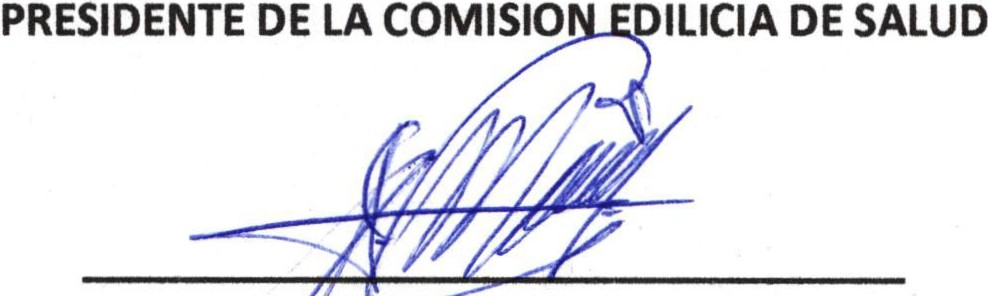 PRESIDENTE DE LA COMISION EDILICIA DE SALUD